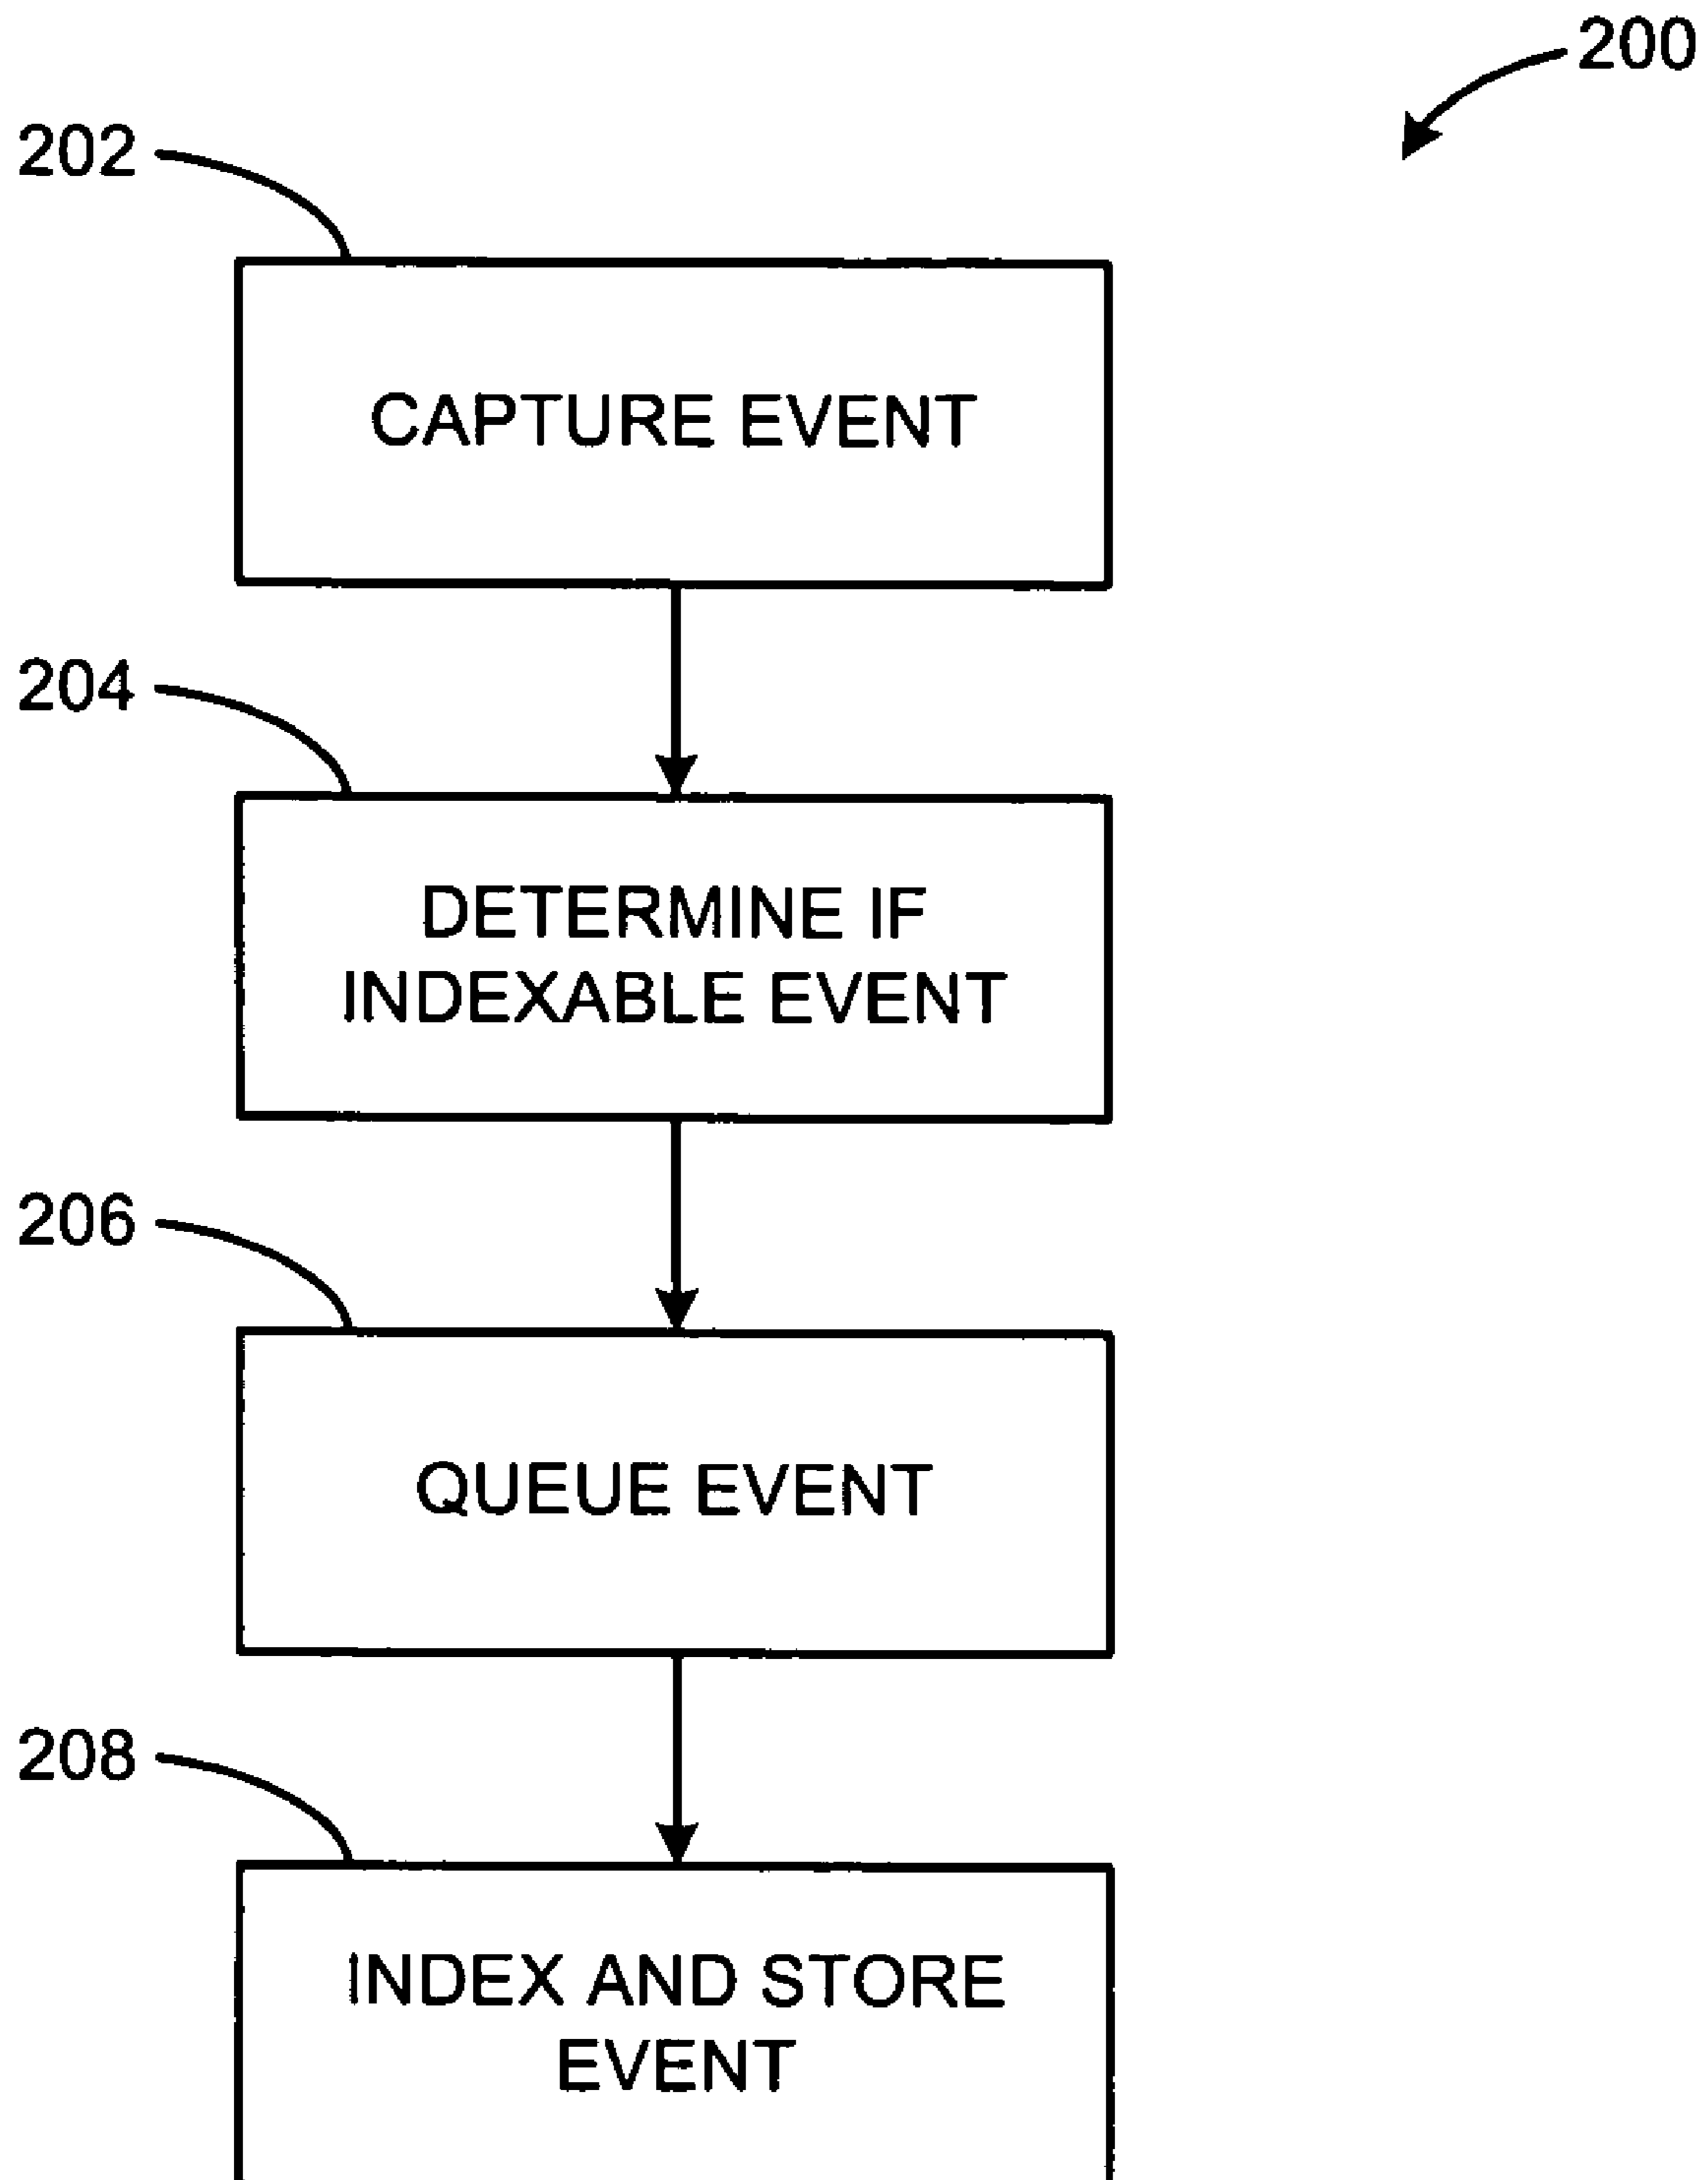 200
202
CAPTURE EVENT
204
DETERMINE IF
INDEXABLE EVENT
206
QUEUE EVENT
208
INDEX AND STORE
EVENT